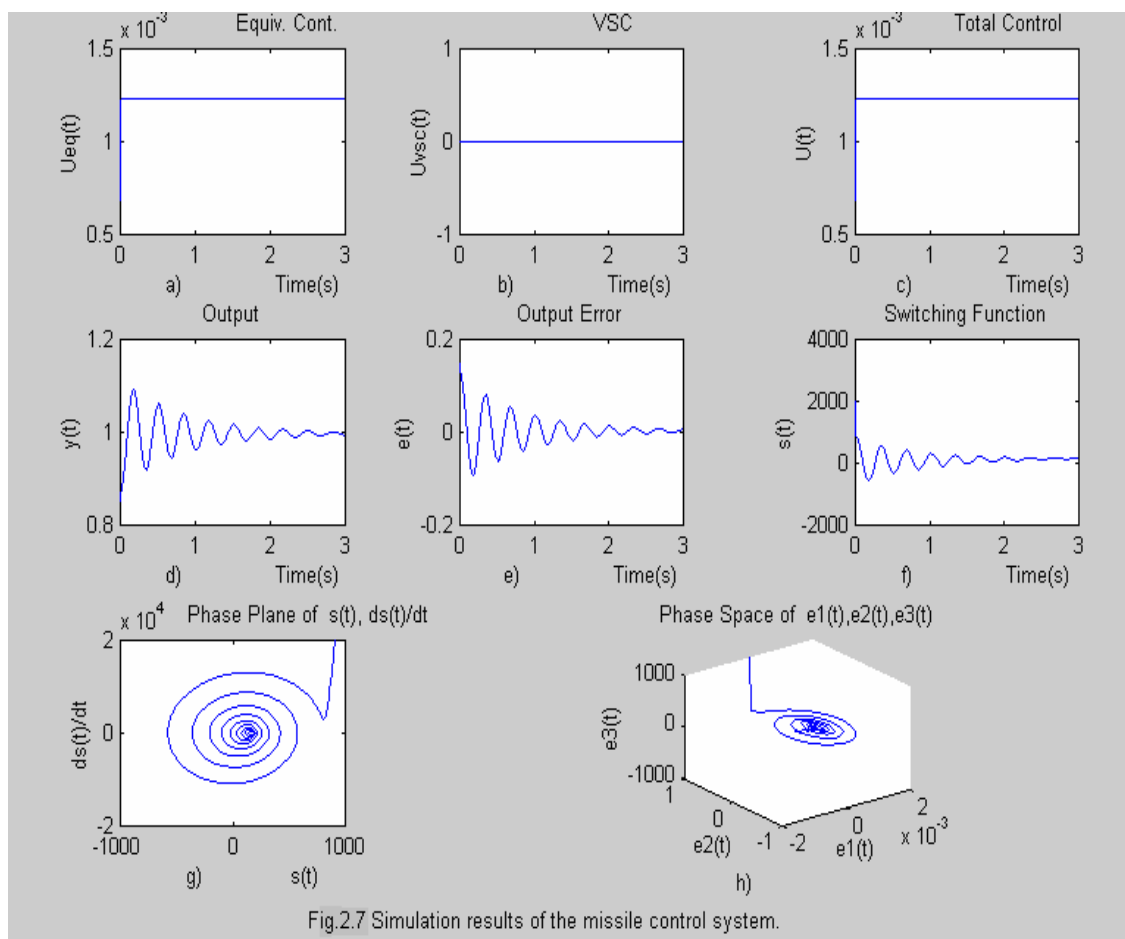 x 10^-3 Equiv. Cont.
1.5
1
0.5
Ueq(t)
0 1 2 3
a) Time(s)
VSC
1
0
-1
Uvsc(t)
0 1 2 3
b) Time(s)
x 10^-3 Total Control
1.5
1
0.5
U(t)
0 1 2 3
c) Time(s)
Output
1.2
1
0.8
y(t)
0 1 2 3
d) Time(s)
Output Error
0.2
0
-0.2
e(t)
0 1 2 3
e) Time(s)
Switching Function
4000
2000
0
-2000
s(t)
0 1 2 3
f) Time(s)
x 10^4 Phase Plane of s(t), ds(t)/dt
2
0
-2
ds(t)/dt
-1000 0 1000
g) s(t)
Phase Space of e1(t),e2(t),e3(t)
1000
0
-1000
e3(t)
1
0
-1
e2(t)
-2
0
2
x 10^-3
e1(t)
h)
Fig.2.7 Simulation results of the missile control system.